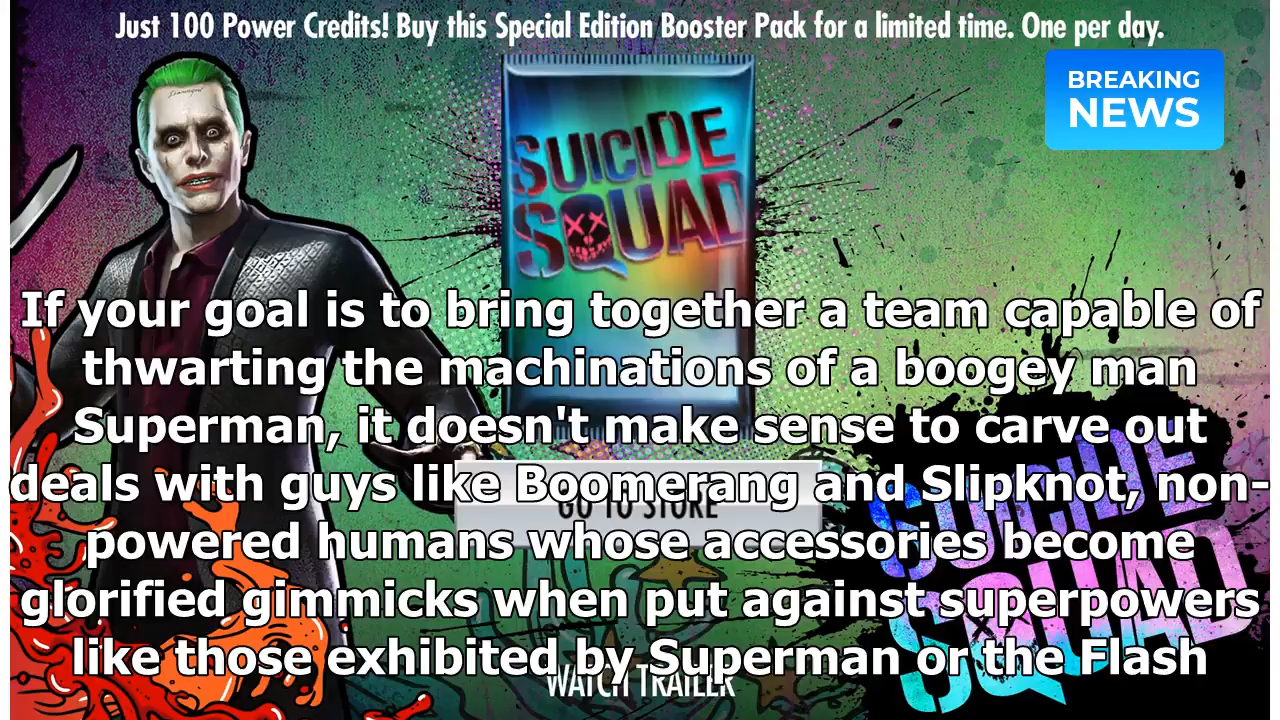 Just 100 Power Credits! Buy this Special Edition Booster Pack for a limited time. One per day.
BREAKING
NEWS
SUICIDE
SQUAD
If your goal is to bring together a team capable of
thwarting the machinations of a boogey man
Superman, it doesn't make sense to carve out
deals with guys like Boomerang and Slipknot, non-
powered humans whose accessories become
glorified gimmicks when put against superpowers
like those exhibited by Superman or the Flash
GO TO STORE
SUICIDE
SQUAD
WATCH TRAILER